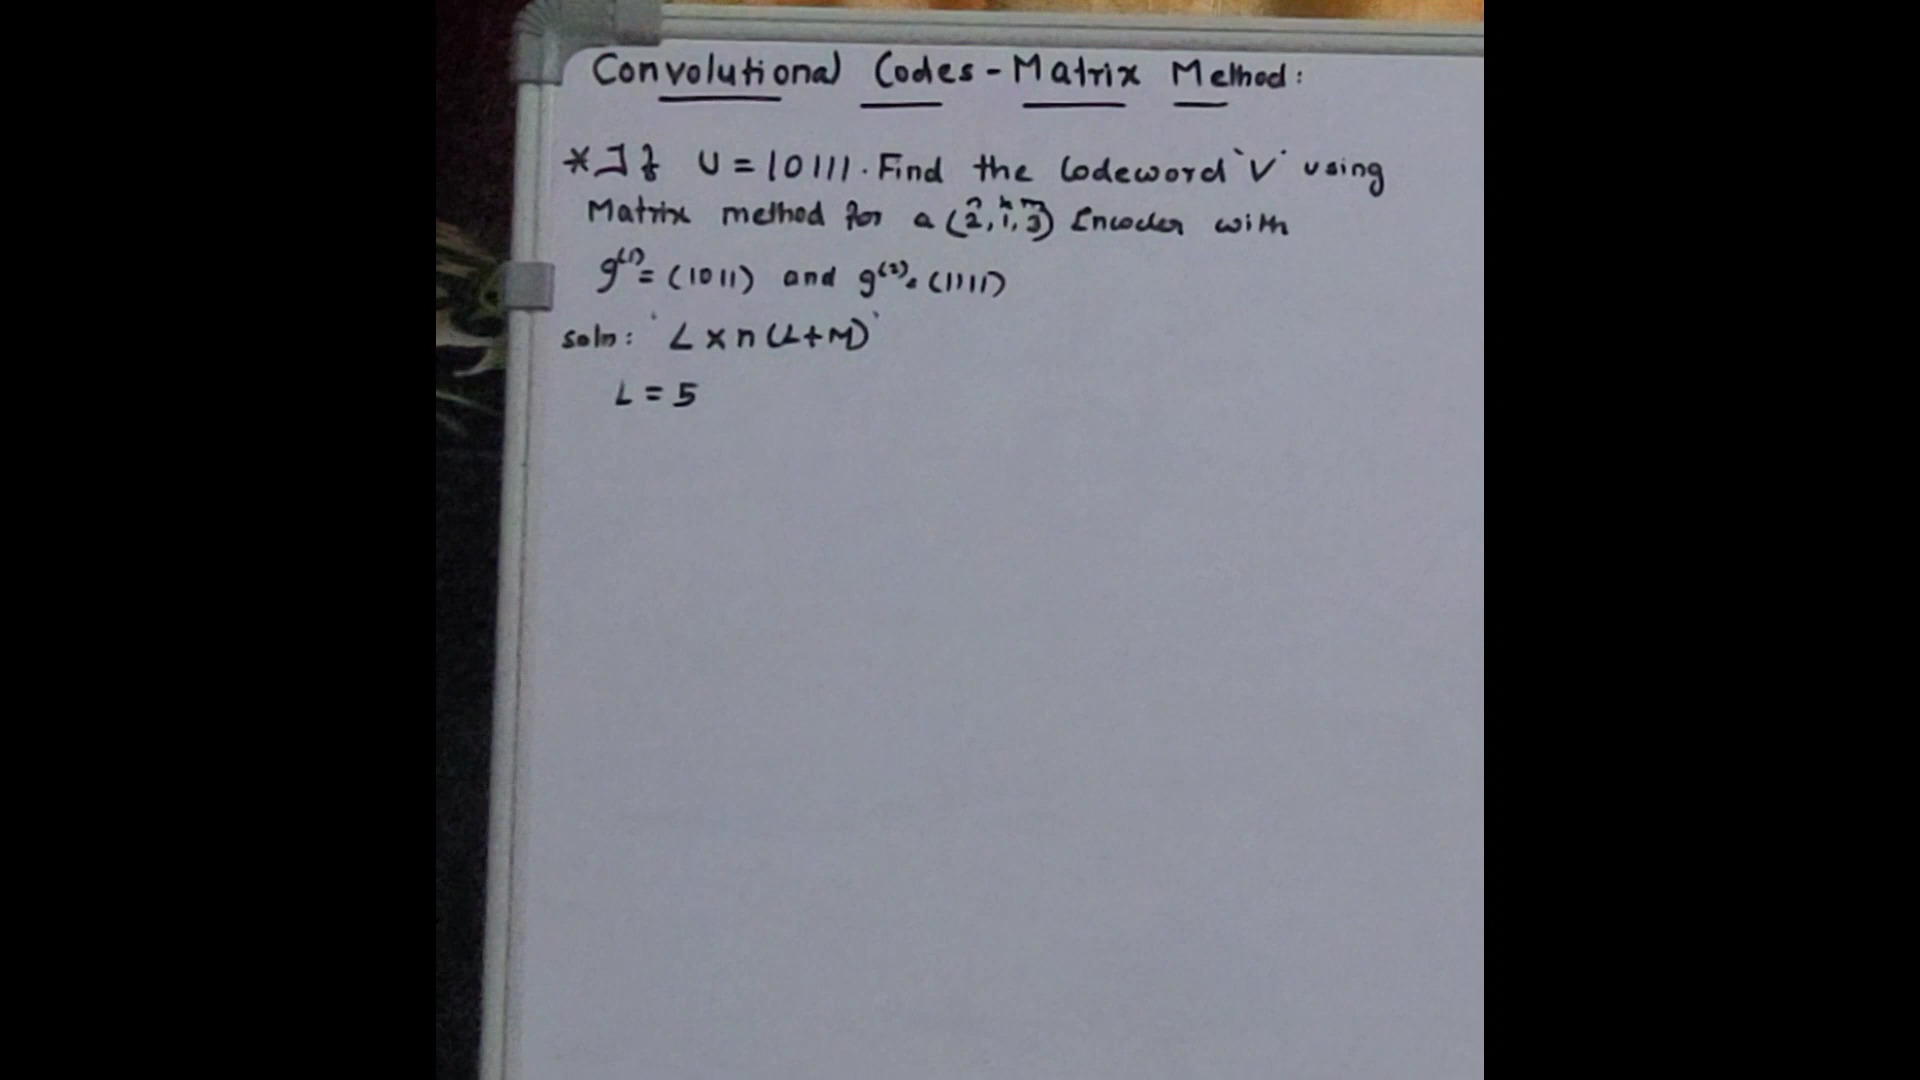 Convolutional Codes - Matrix Method:
* If U = 10111. Find the Codeword 'V' using
n k m
Matrix method for a (2, 1, 3) Encoder with
g(1) = (1011) and g(2) = (1111)
soln: 'L x n (L+M)'
L = 5